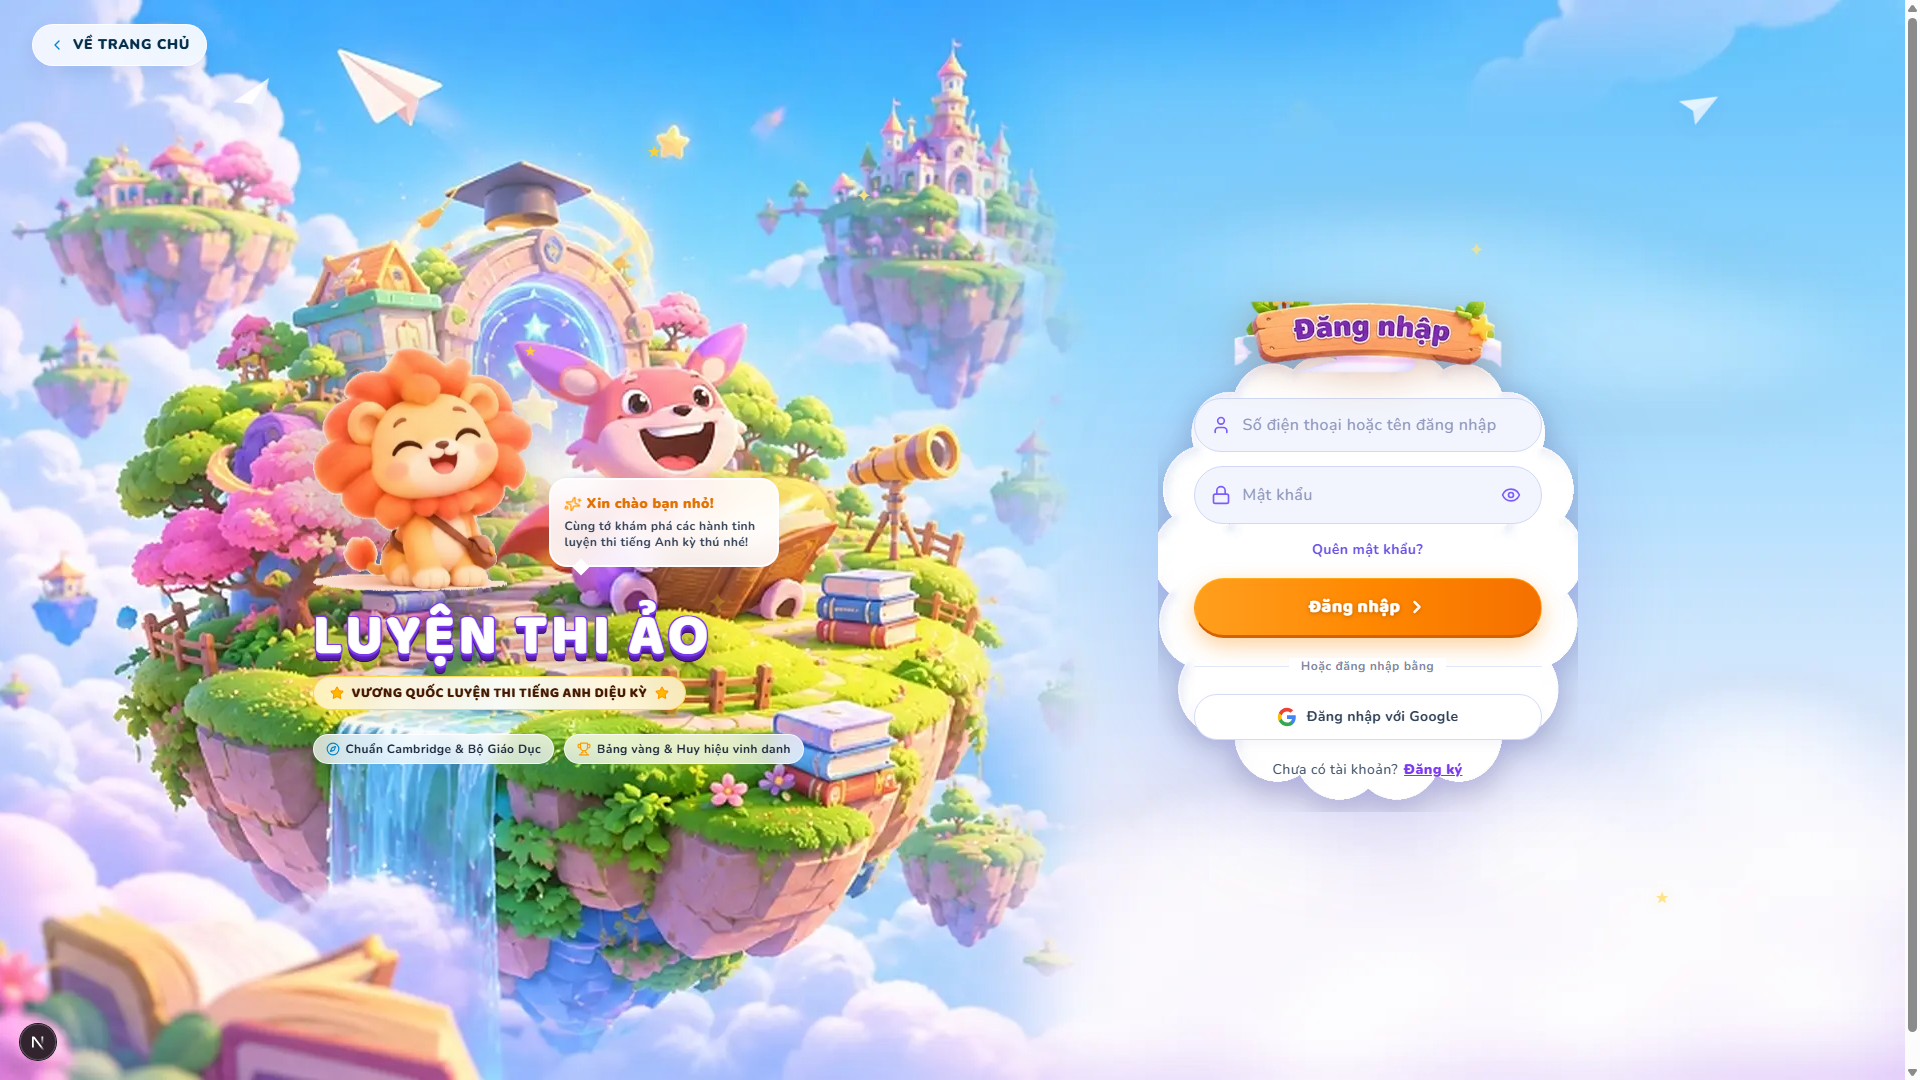 VỀ TRANG CHỦ
Xin chào bạn nhỏ!
Cùng tớ khám phá các hành tinh
luyện thi tiếng Anh kỳ thú nhé!
LUYỆN THI ẢO
VƯƠNG QUỐC LUYỆN THI TIẾNG ANH DIỆU KỲ
Chuẩn Cambridge & Bộ Giáo Dục
Bảng vàng & Huy hiệu vinh danh
Đăng nhập
Số điện thoại hoặc tên đăng nhập
Mật khẩu
Quên mật khẩu?
Đăng nhập
Hoặc đăng nhập bằng
Đăng nhập với Google
Chưa có tài khoản? Đăng ký
N